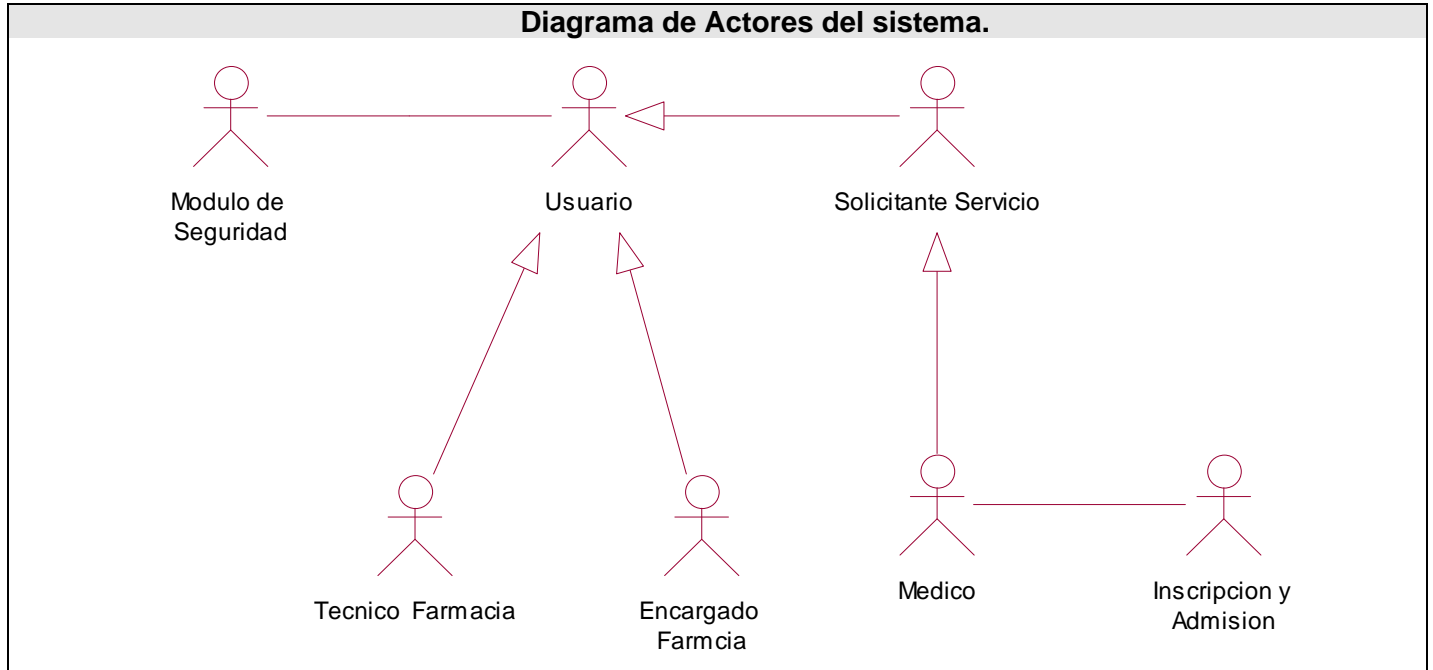 Diagrama de Actores del sistema.
Modulo de
Seguridad
Usuario
Solicitante Servicio
Tecnico Farmacia
Encargado
Farmcia
Medico
Inscripcion y
Admision